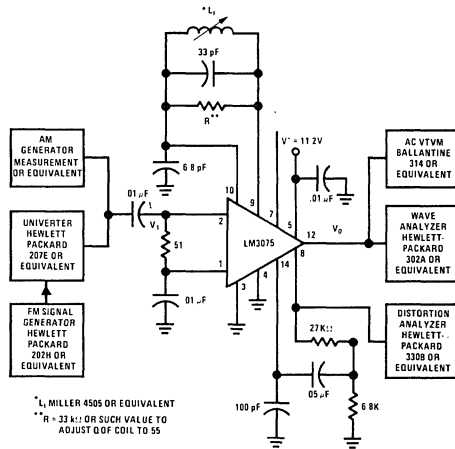 *L₁
33 pF
R**
V⁺ = 11.2V
6.8 pF
.01 µF
AM
GENERATOR
MEASUREMENT
OR EQUIVALENT
.01 µF
10
9
7
5
V₁
2
LM3075
12
V₀
UNIVERTER
HEWLETT
PACKARD
207E OR
EQUIVALENT
51
1
3
4
14
8
.01 µF
FM SIGNAL
GENERATOR
HEWLETT
PACKARD
202H OR
EQUIVALENT
AC VTVM
BALLANTINE
314 OR
EQUIVALENT
WAVE
ANALYZER
HEWLETT-
PACKARD
302A OR
EQUIVALENT
DISTORTION
ANALYZER
HEWLETT-
PACKARD
330B OR
EQUIVALENT
27KΩ
.05 µF
6.8K
100 pF
*L₁ MILLER 4506 OR EQUIVALENT
**R = 33 kΩ OR SUCH VALUE TO
ADJUST Q OF COIL TO 55